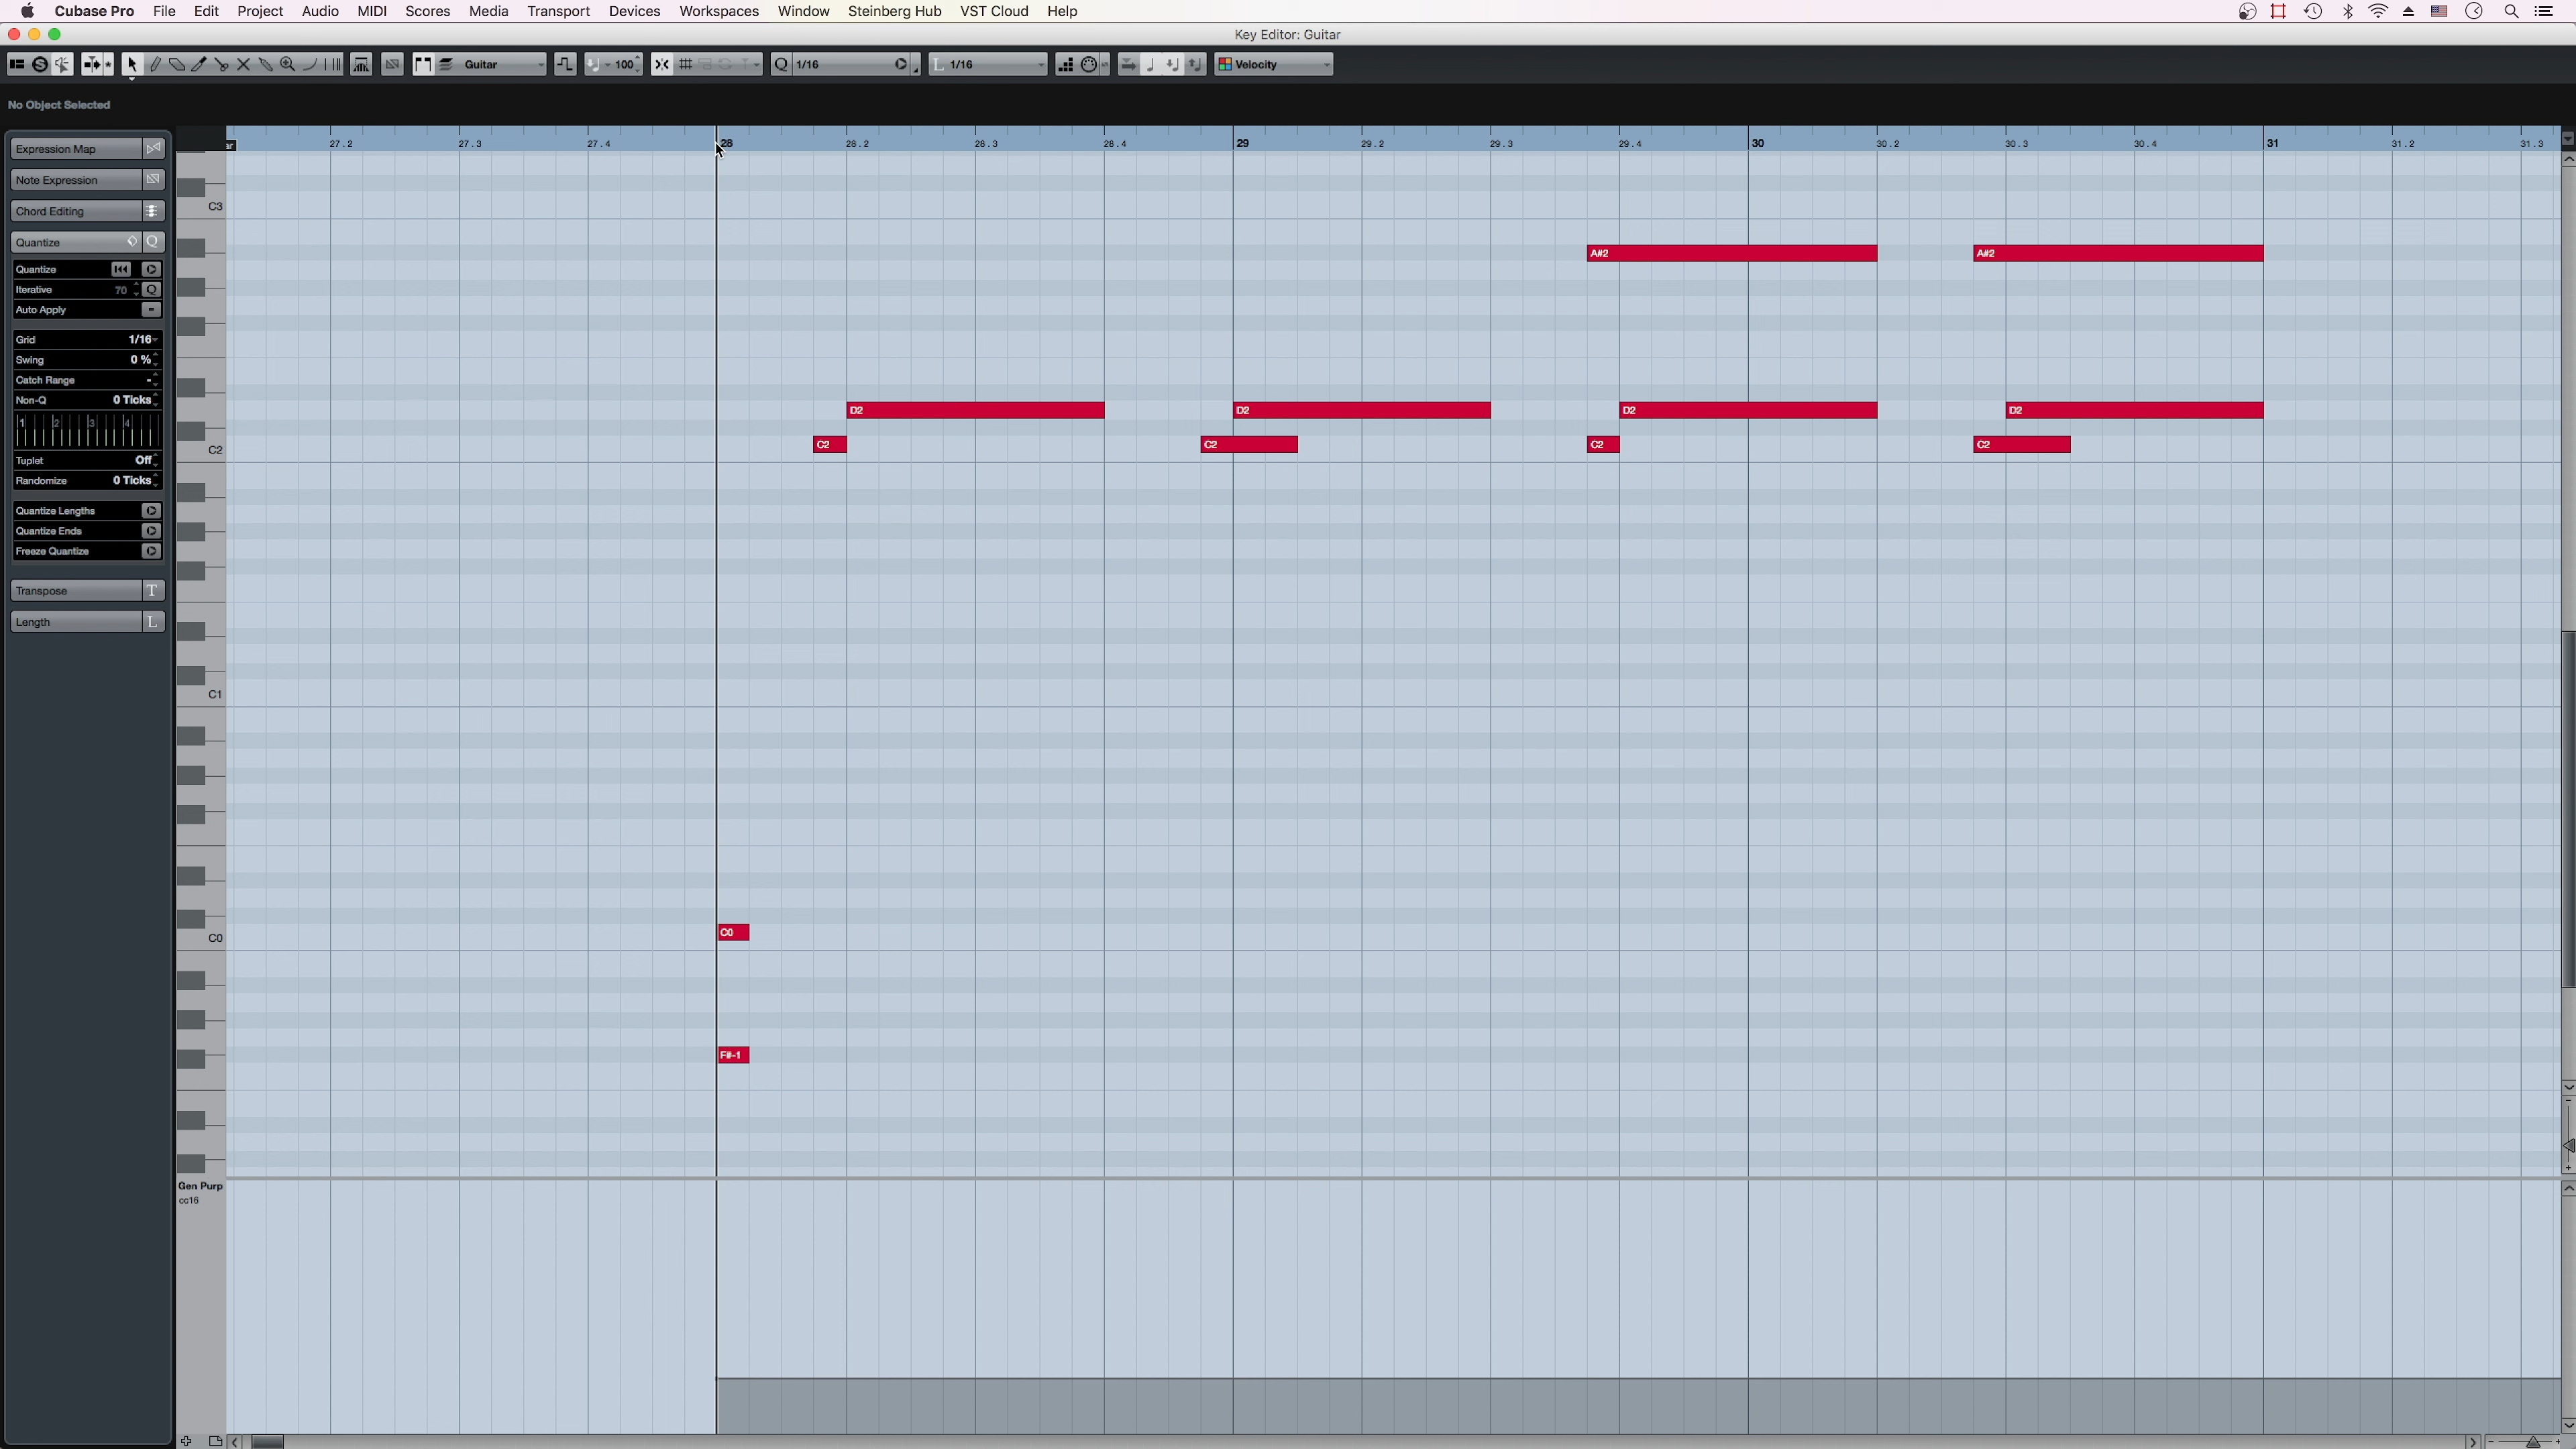 Cubase Pro File Edit Project Audio MIDI Scores Media Transport Devices Workspaces Window Steinberg Hub VST Cloud Help
Key Editor: Guitar
Guitar 100 Q 1/16 L 1/16 Velocity
No Object Selected
ar 27.2 27.3 27.4 28 28.2 28.3 28.4 29 29.2 29.3 29.4 30 30.2 30.3 30.4 31 31.2 31.3
Expression Map
Note Expression
Chord Editing
Quantize Q
Quantize
Iterative 70 Q
Auto Apply
Grid 1/16
Swing 0 %
Catch Range -
Non-Q 0 Ticks
1 2 3 4
Tuplet Off
Randomize 0 Ticks
Quantize Lengths
Quantize Ends
Freeze Quantize
Transpose T
Length L
C3
A#2 A#2
D2 D2 D2 D2
C2 C2 C2 C2 C2
C1
C0 C0
F#-1
Gen Purp
cc16